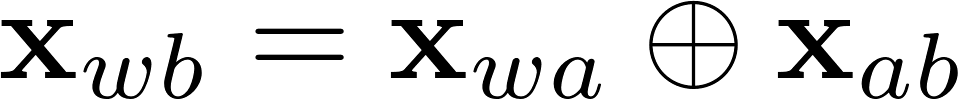 𝐱_{wb} = 𝐱_{wa} ⊕ 𝐱_{ab}